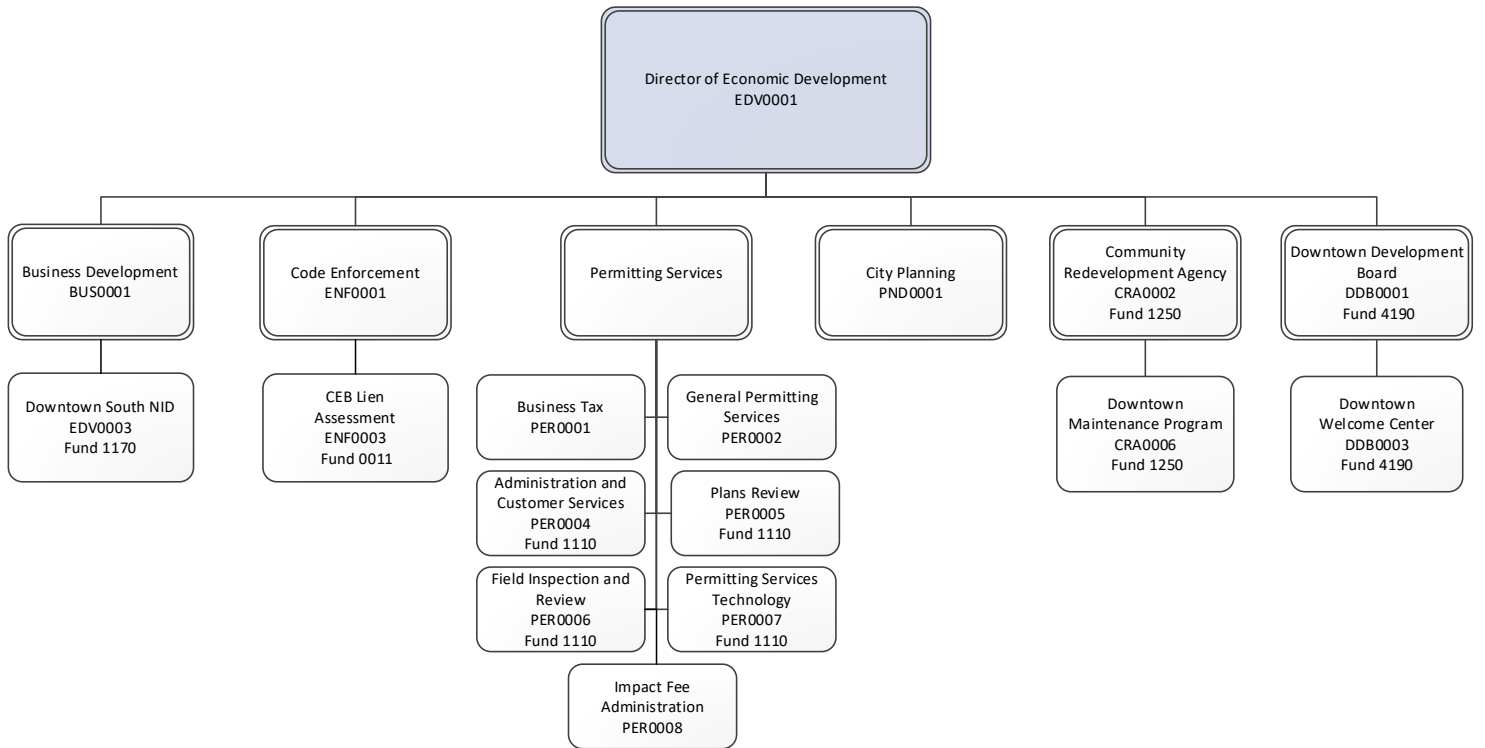 Director of Economic Development
EDV0001
Business Development
BUS0001
Code Enforcement
ENF0001
Permitting Services
City Planning
PND0001
Community
Redevelopment Agency
CRA0002
Fund 1250
Downtown Development
Board
DDB0001
Fund 4190
Downtown South NID
EDV0003
Fund 1170
CEB Lien
Assessment
ENF0003
Fund 0011
Business Tax
PER0001
General Permitting
Services
PER0002
Downtown
Maintenance Program
CRA0006
Fund 1250
Downtown
Welcome Center
DDB0003
Fund 4190
Administration and
Customer Services
PER0004
Fund 1110
Plans Review
PER0005
Fund 1110
Field Inspection and
Review
PER0006
Fund 1110
Permitting Services
Technology
PER0007
Fund 1110
Impact Fee
Administration
PER0008